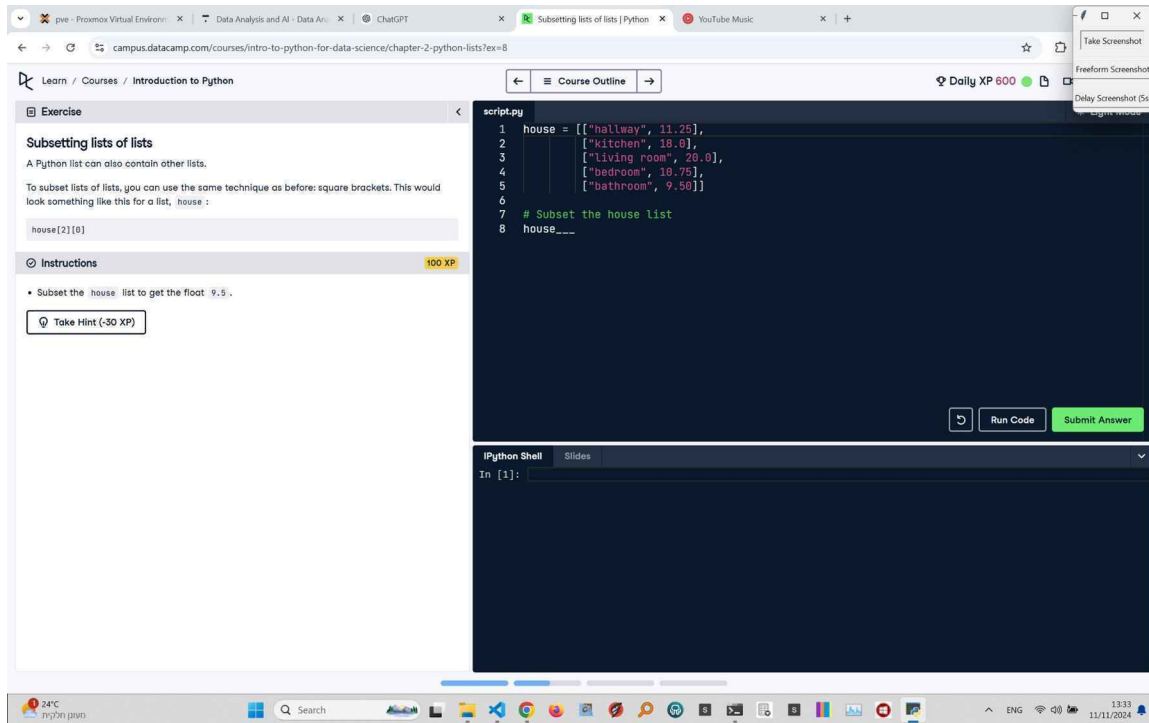 pve - Proxmox Virtual Environm
Data Analysis and AI - Data An
ChatGPT
Subsetting lists of lists | Python
YouTube Music
campus.datacamp.com/courses/intro-to-python-for-data-science/chapter-2-python-lists?ex=8
Take Screenshot
Freeform Screenshot
Delay Screenshot (5s
Learn / Courses / Introduction to Python
Course Outline
Daily XP 600
Light Mode
Exercise
Subsetting lists of lists
A Python list can also contain other lists.
To subset lists of lists, you can use the same technique as before: square brackets. This would
look something like this for a list, house :
house[2][0]
Instructions
100 XP
• Subset the house list to get the float 9.5 .
Take Hint (-30 XP)
script.py
1 house = [["hallway", 11.25],
2 ["kitchen", 18.0],
3 ["living room", 20.0],
4 ["bedroom", 10.75],
5 ["bathroom", 9.50]]
6
7 # Subset the house list
8 house___
Run Code
Submit Answer
IPython Shell
Slides
In [1]:
24°C
מעונן חלקית
Search
ENG
13:33
11/11/2024